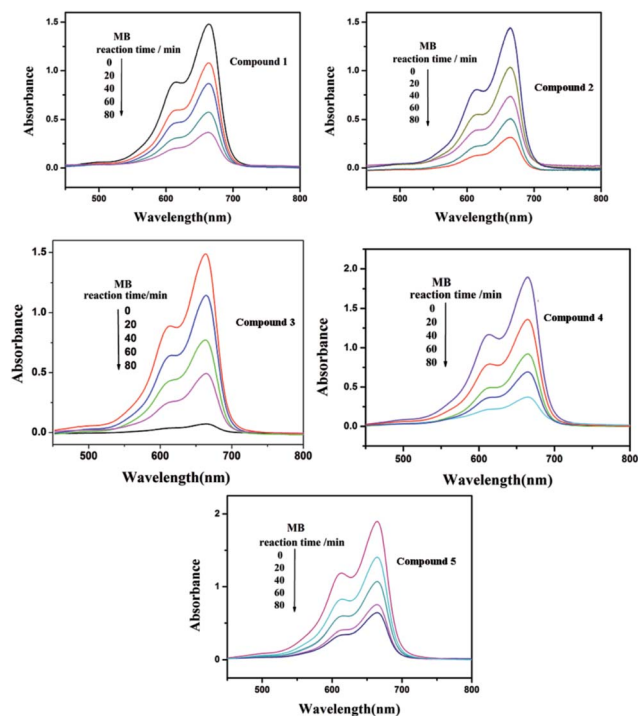 1.5
1.0
0.5
0.0
Absorbance
MB
reaction time / min
0
20
40
60
80
Compound 1
500
600
700
800
Wavelength(nm)
1.5
1.0
0.5
0.0
Absorbance
MB
reaction time / min
0
20
40
60
80
Compound 2
400
500
600
700
800
Wavelength(nm)
1.5
1.0
0.5
0.0
Absorbance
MB
reaction time/min
0
20
40
60
80
Compound 3
500
600
700
800
Wavelength(nm)
2.0
1.5
1.0
0.5
0.0
Absorbance
MB
reaction time /min
0
20
40
60
80
Compound 4
400
500
600
700
800
Wavelength(nm)
2
1
0
Absorbance
MB
reaction time /min
0
20
40
60
80
Compound 5
500
600
700
800
Wavelength(nm)